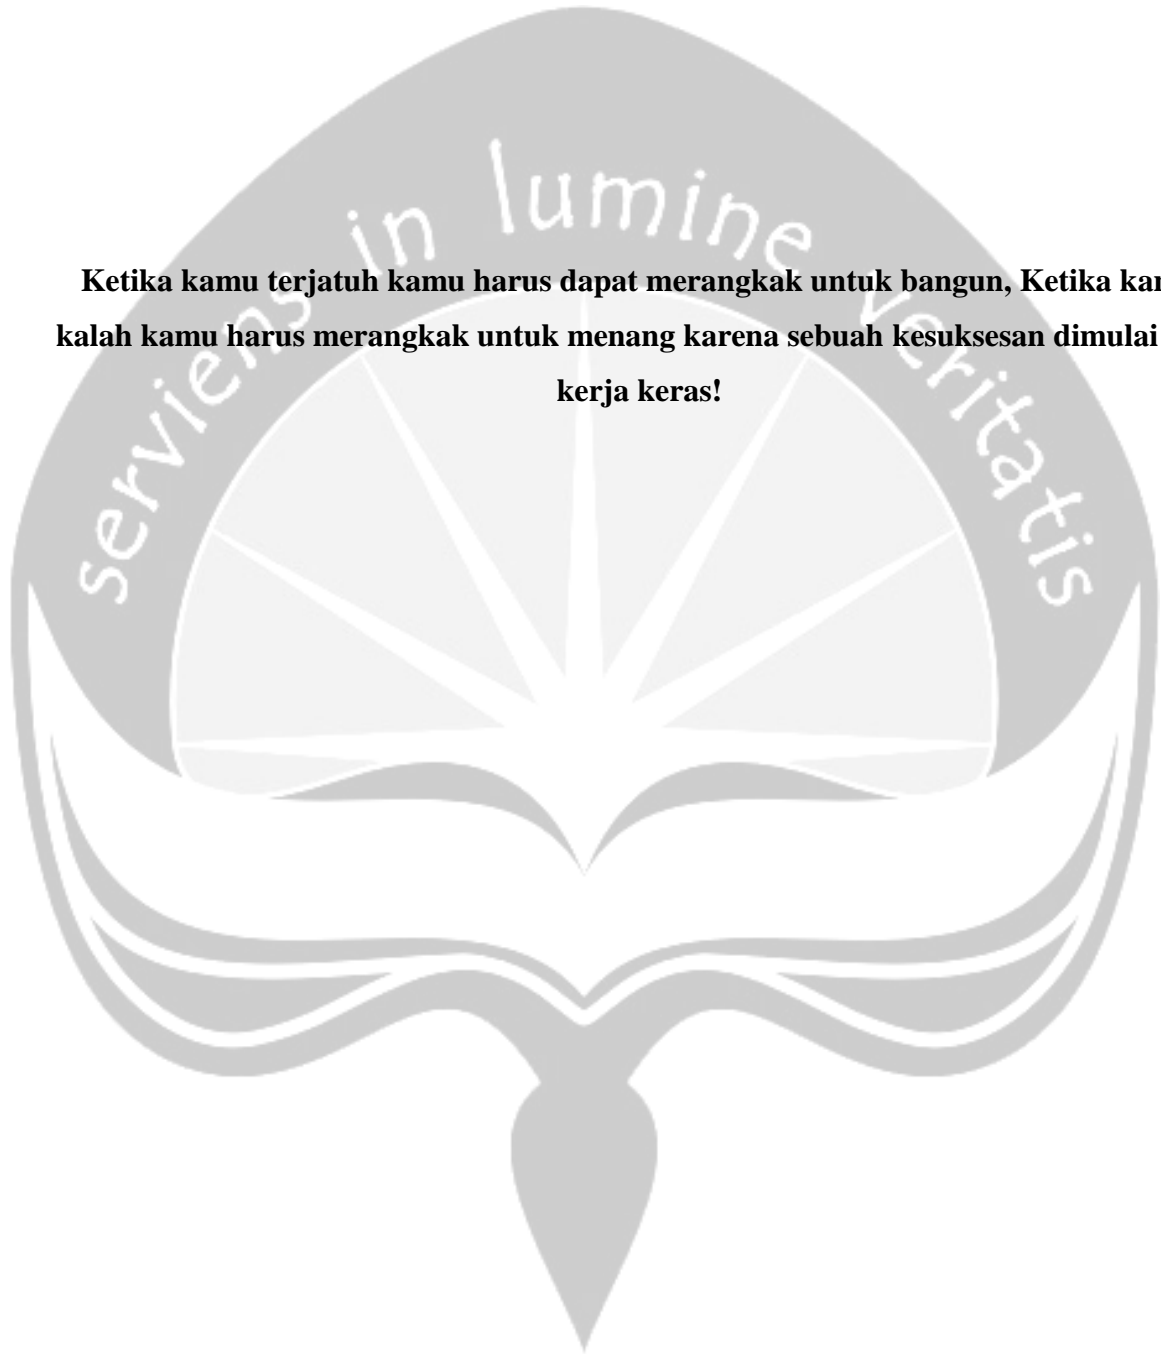 serviens in lumine veritatis
Ketika kamu terjatuh kamu harus dapat merangkak untuk bangun, Ketika
kalah kamu harus merangkak untuk menang karena sebuah kesuksesan dimulai
kerja keras!